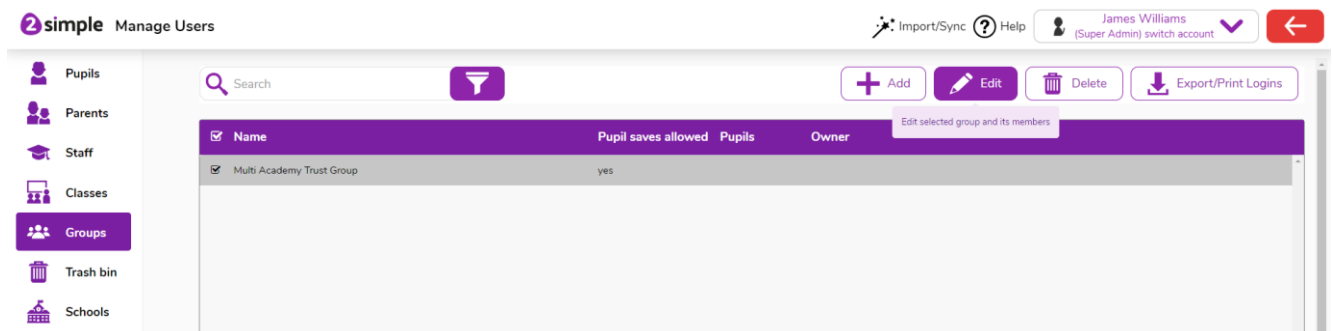 2simple Manage Users
Import/Sync ? Help
James Williams
(Super Admin) switch account
Pupils
Parents
Staff
Classes
Groups
Trash bin
Schools
Search
Add Edit Delete Export/Print Logins
Edit selected group and its members
Name Pupil saves allowed Pupils Owner
Multi Academy Trust Group yes